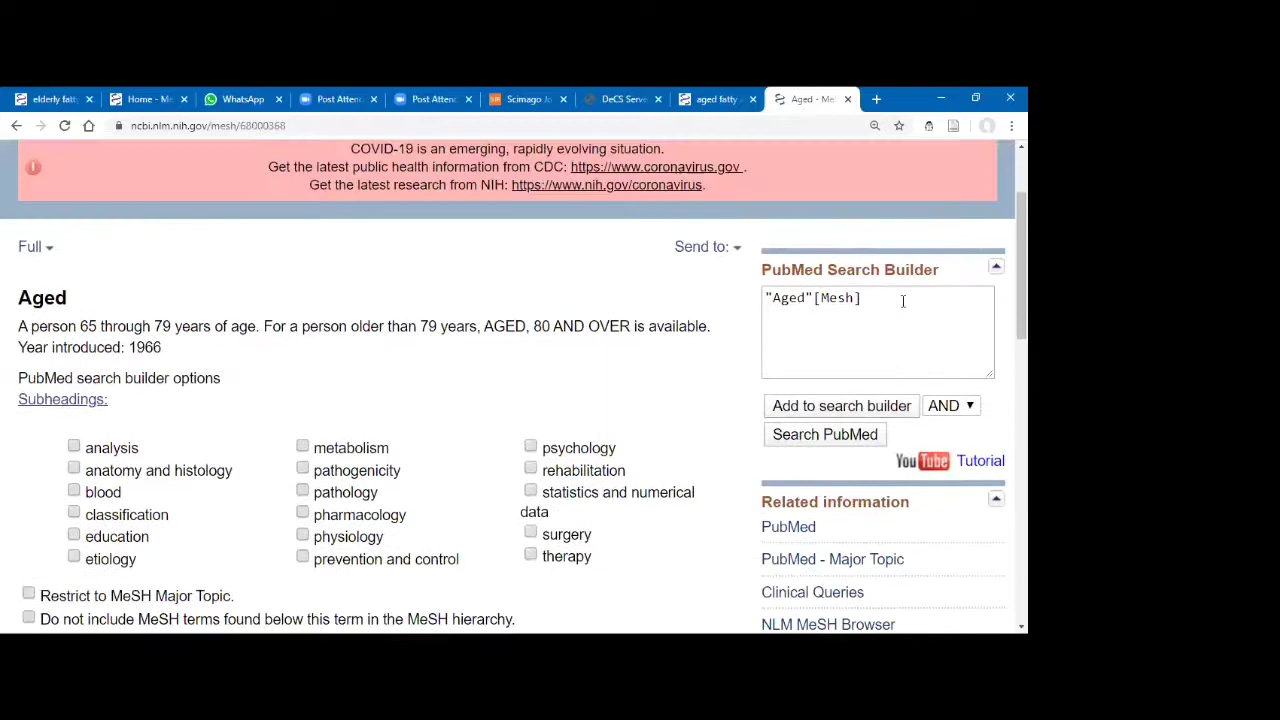 elderly fatty
Home - Me
WhatsApp
Post Attend
Post Attend
SJR
Scimago Jo
DeCS Serve
aged fatty a
Aged - Me
ncbi.nlm.nih.gov/mesh/68000368
COVID-19 is an emerging, rapidly evolving situation.
Get the latest public health information from CDC: https://www.coronavirus.gov .
Get the latest research from NIH: https://www.nih.gov/coronavirus.
Full
Send to:
Aged
A person 65 through 79 years of age. For a person older than 79 years, AGED, 80 AND OVER is available.
Year introduced: 1966
PubMed search builder options
Subheadings:
analysis
anatomy and histology
blood
classification
education
etiology
metabolism
pathogenicity
pathology
pharmacology
physiology
prevention and control
psychology
rehabilitation
statistics and numerical
data
surgery
therapy
Restrict to MeSH Major Topic.
Do not include MeSH terms found below this term in the MeSH hierarchy.
PubMed Search Builder
"Aged"[Mesh]
Add to search builder AND
Search PubMed
YouTube Tutorial
Related information
PubMed
PubMed - Major Topic
Clinical Queries
NLM MeSH Browser